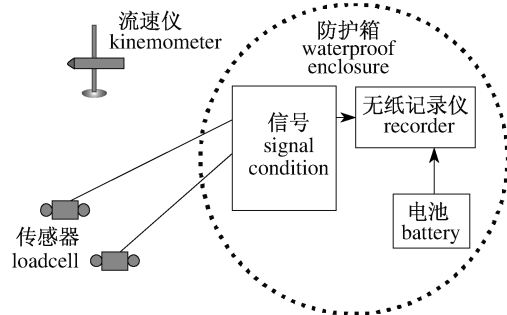 流速仪
kinemometer
防护箱
waterproof
enclosure
信号
signal
condition
无纸记录仪
recorder
传感器
loadcell
电池
battery